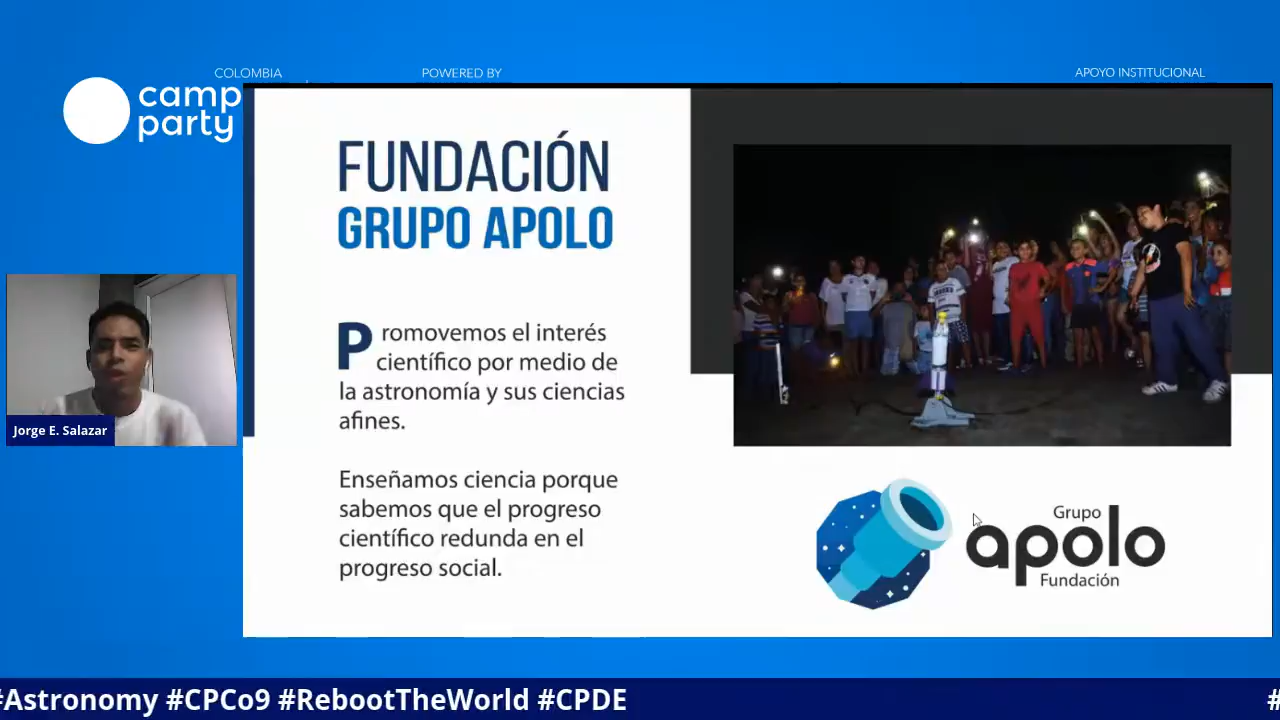 COLOMBIA
POWERED BY
APOYO INSTITUCIONAL
camp
party
FUNDACIÓN
GRUPO APOLO
Promovemos el interés
científico por medio de
la astronomía y sus ciencias
afines.
Enseñamos ciencia porque
sabemos que el progreso
científico redunda en el
progreso social.
Grupo
apolo
Fundación
Jorge E. Salazar
#Astronomy #CPCo9 #RebootTheWorld #CPDE
#